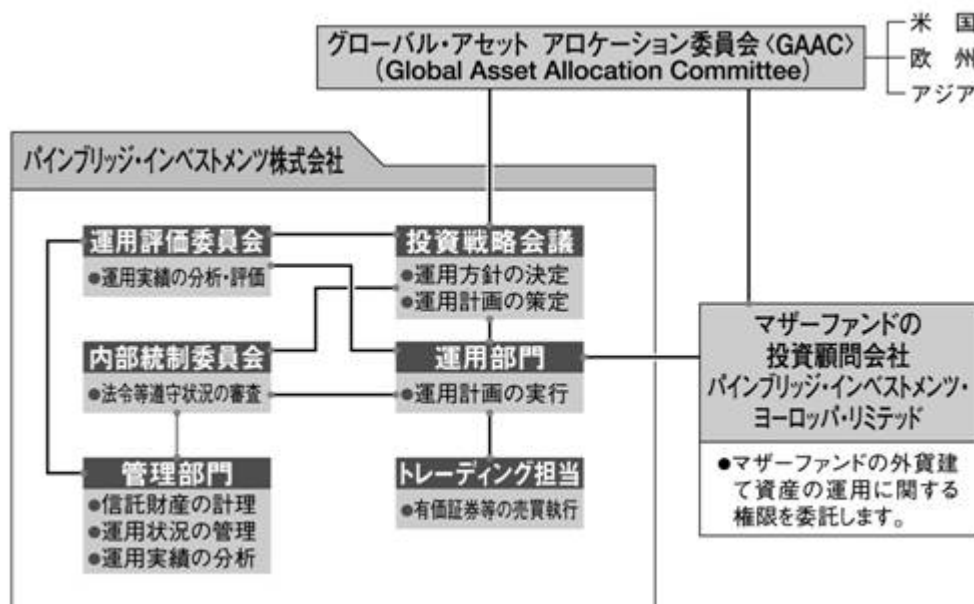 グローバル・アセット アロケーション委員会〈GAAC〉
（Global Asset Allocation Committee）
米 国
欧 州
アジア
パインブリッジ・インベストメンツ株式会社
運用評価委員会
●運用実績の分析・評価
投資戦略会議
●運用方針の決定
●運用計画の策定
内部統制委員会
●法令等遵守状況の審査
運用部門
●運用計画の実行
管理部門
●信託財産の計理
●運用状況の管理
●運用実績の分析
トレーディング担当
●有価証券等の売買執行
マザーファンドの
投資顧問会社
パインブリッジ・インベストメンツ・
ヨーロッパ・リミテッド
●マザーファンドの外貨建
て資産の運用に関する
権限を委託します。